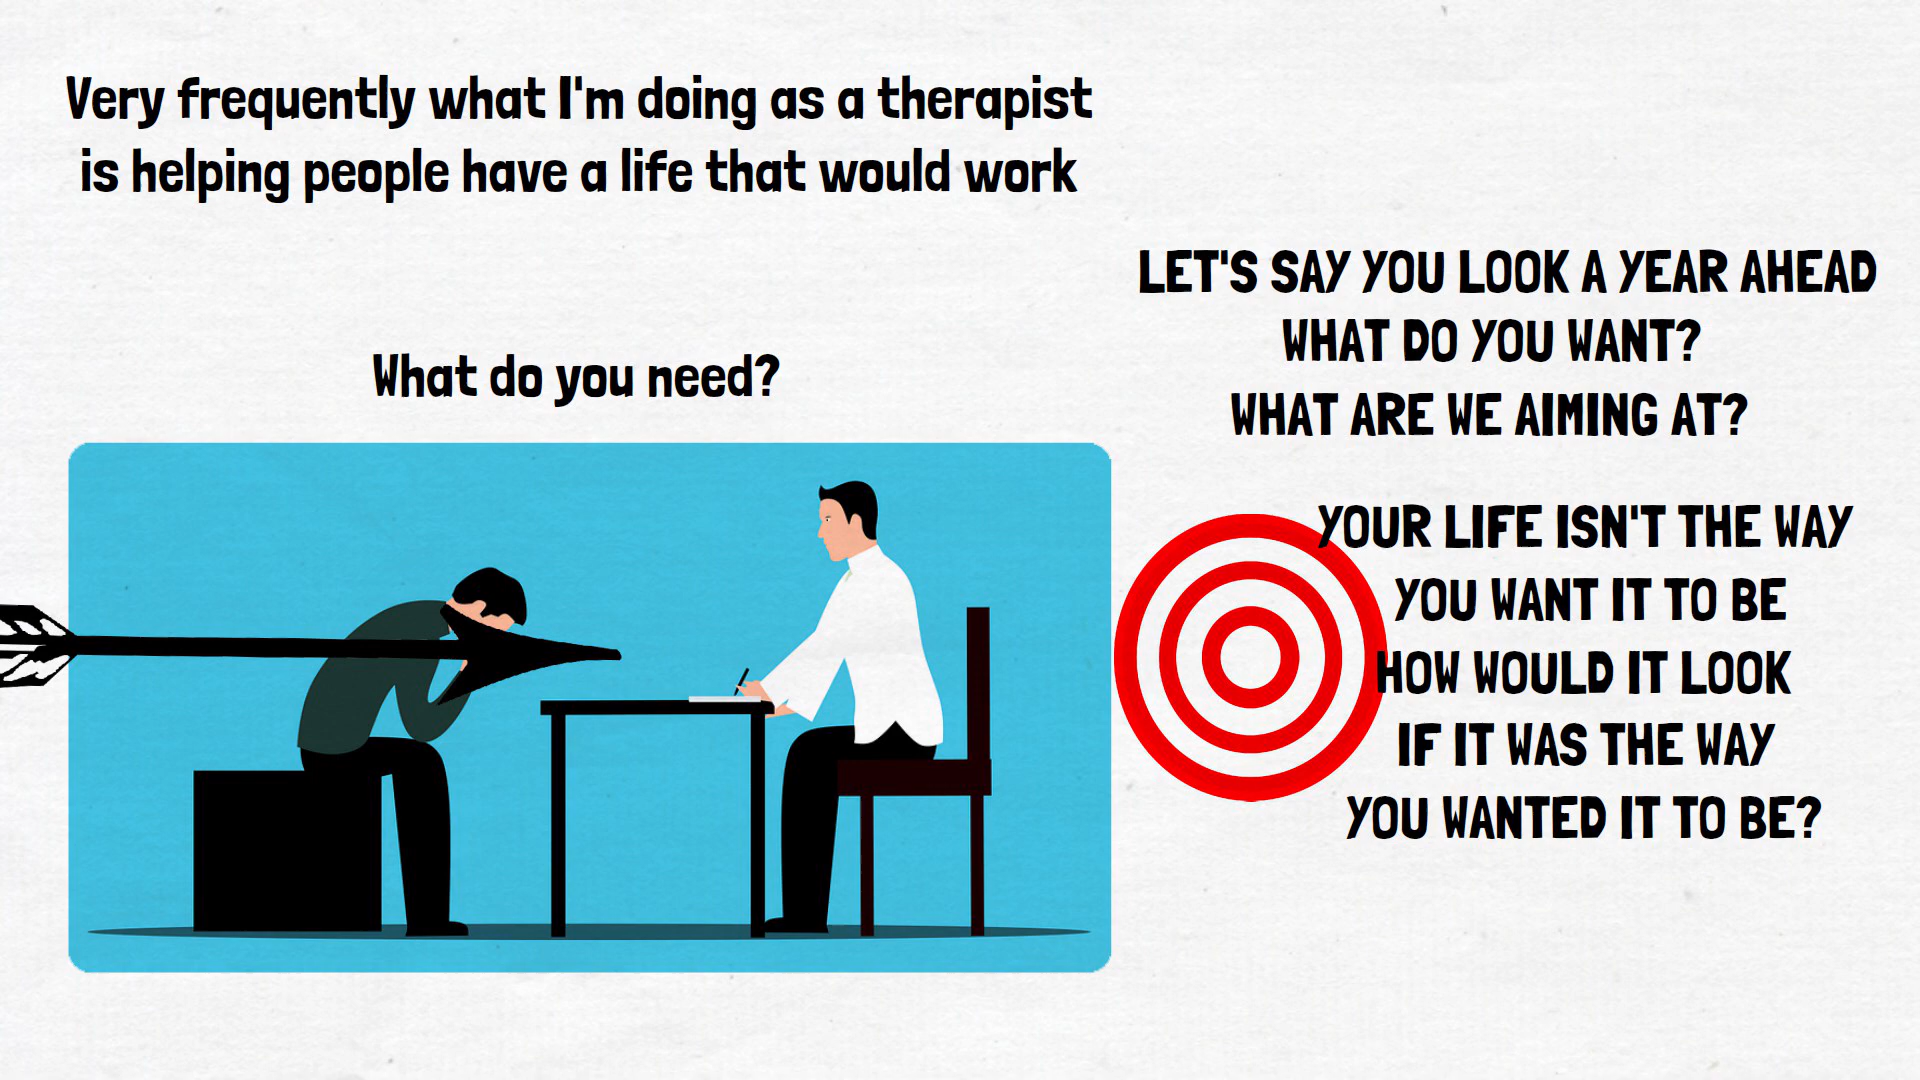 Very frequently what I'm doing as a therapist
is helping people have a life that would work
What do you need?
LET'S SAY YOU LOOK A YEAR AHEAD
WHAT DO YOU WANT?
WHAT ARE WE AIMING AT?
YOUR LIFE ISN'T THE WAY
YOU WANT IT TO BE
HOW WOULD IT LOOK
IF IT WAS THE WAY
YOU WANTED IT TO BE?